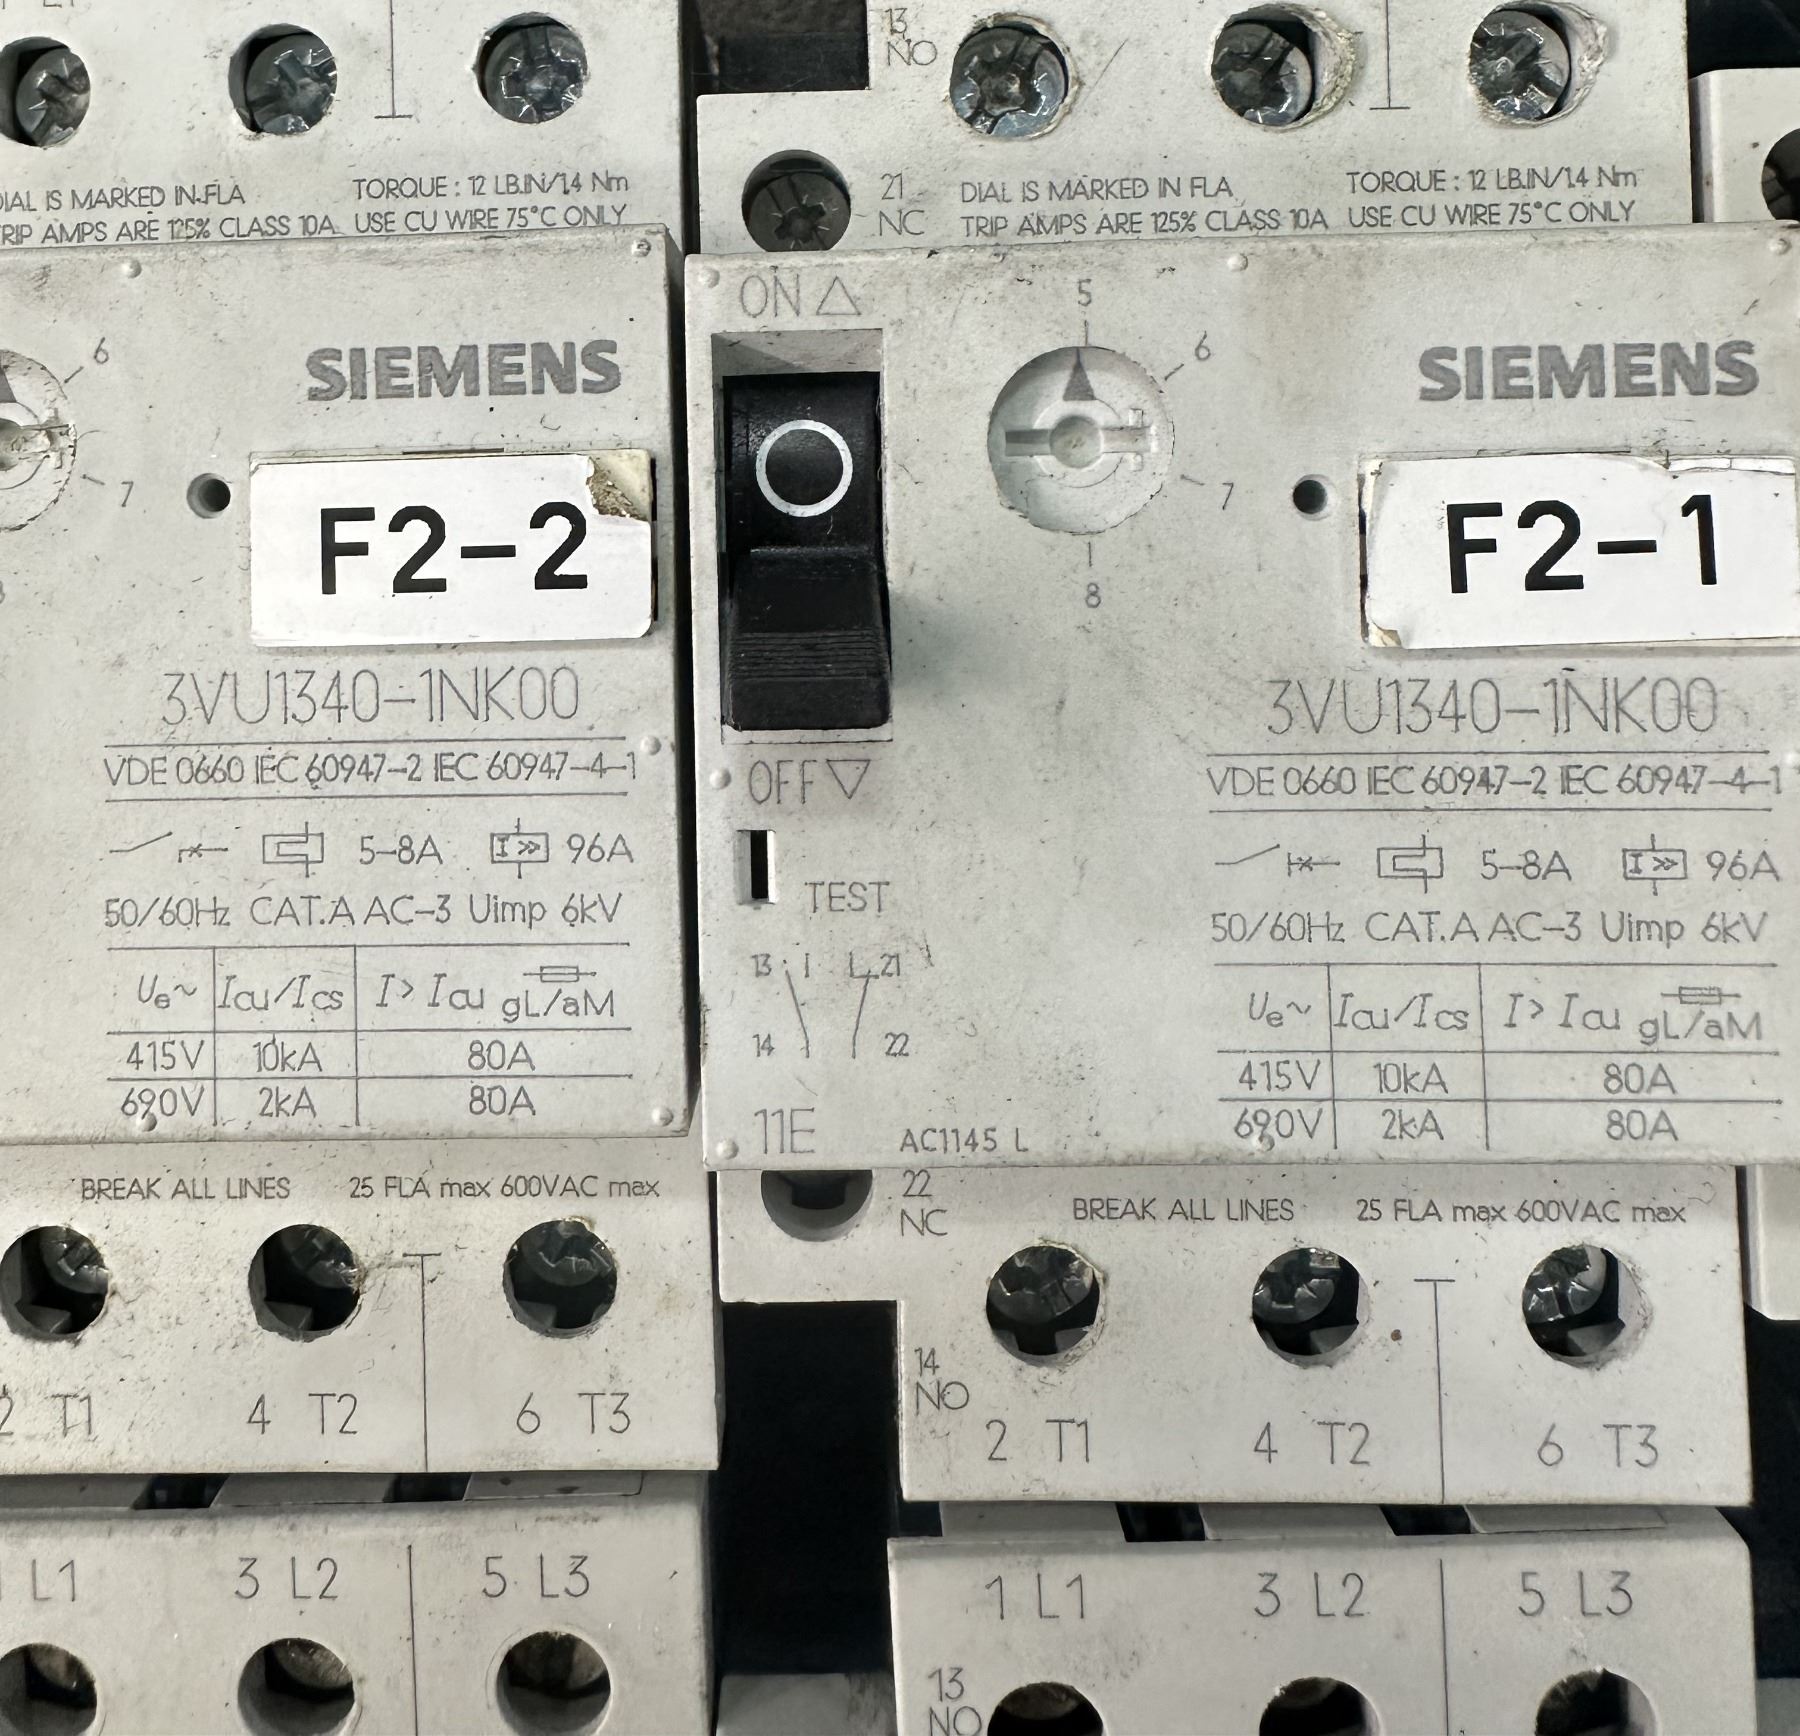 DIAL IS MARKED IN FLA
TRIP AMPS ARE 125% CLASS 10A
TORQUE : 12 LB.IN/1.4 Nm
USE CU WIRE 75°C ONLY
6
7
8
SIEMENS
F2-2
3VU1340-1NK00
VDE 0660 IEC 60947-2 IEC 60947-4-1
5-8A I>> 96A
50/60Hz CAT.A AC-3 Uimp 6kV
Ue~ Icu/Ics I> Icu gL/aM
415V 10kA 80A
690V 2kA 80A
BREAK ALL LINES 25 FLA max 600VAC max
2 T1 4 T2 6 T3
L1 3 L2 5 L3
13
NO
21
NC
DIAL IS MARKED IN FLA
TRIP AMPS ARE 125% CLASS 10A
TORQUE : 12 LB.IN/1.4 Nm
USE CU WIRE 75°C ONLY
ON △
5
6
7
8
SIEMENS
F2-1
OFF ▽
TEST
13 21
14 22
11E
AC1145 L
3VU1340-1NK00
VDE 0660 IEC 60947-2 IEC 60947-4-1
5-8A I>> 96A
50/60Hz CAT.A AC-3 Uimp 6kV
Ue~ Icu/Ics I> Icu gL/aM
415V 10kA 80A
690V 2kA 80A
22
NC
BREAK ALL LINES 25 FLA max 600VAC max
14
NO
2 T1 4 T2 6 T3
1 L1 3 L2 5 L3
13
NO